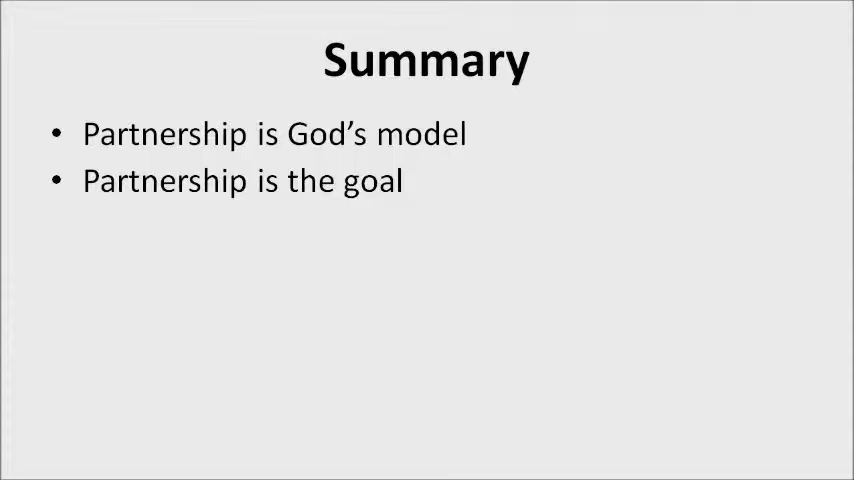 Summary
• Partnership is God’s model
• Partnership is the goal